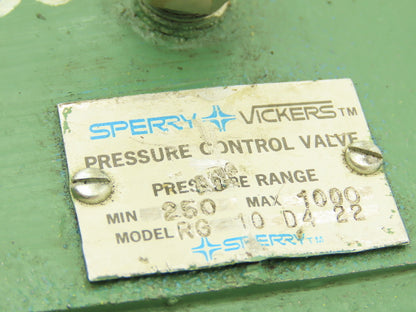 SPERRY VICKERS™
PRESSURE CONTROL VALVE
PRESSURE RANGE
MIN 250 MAX 1000
MODEL RG 10 D4 22
SPERRY™